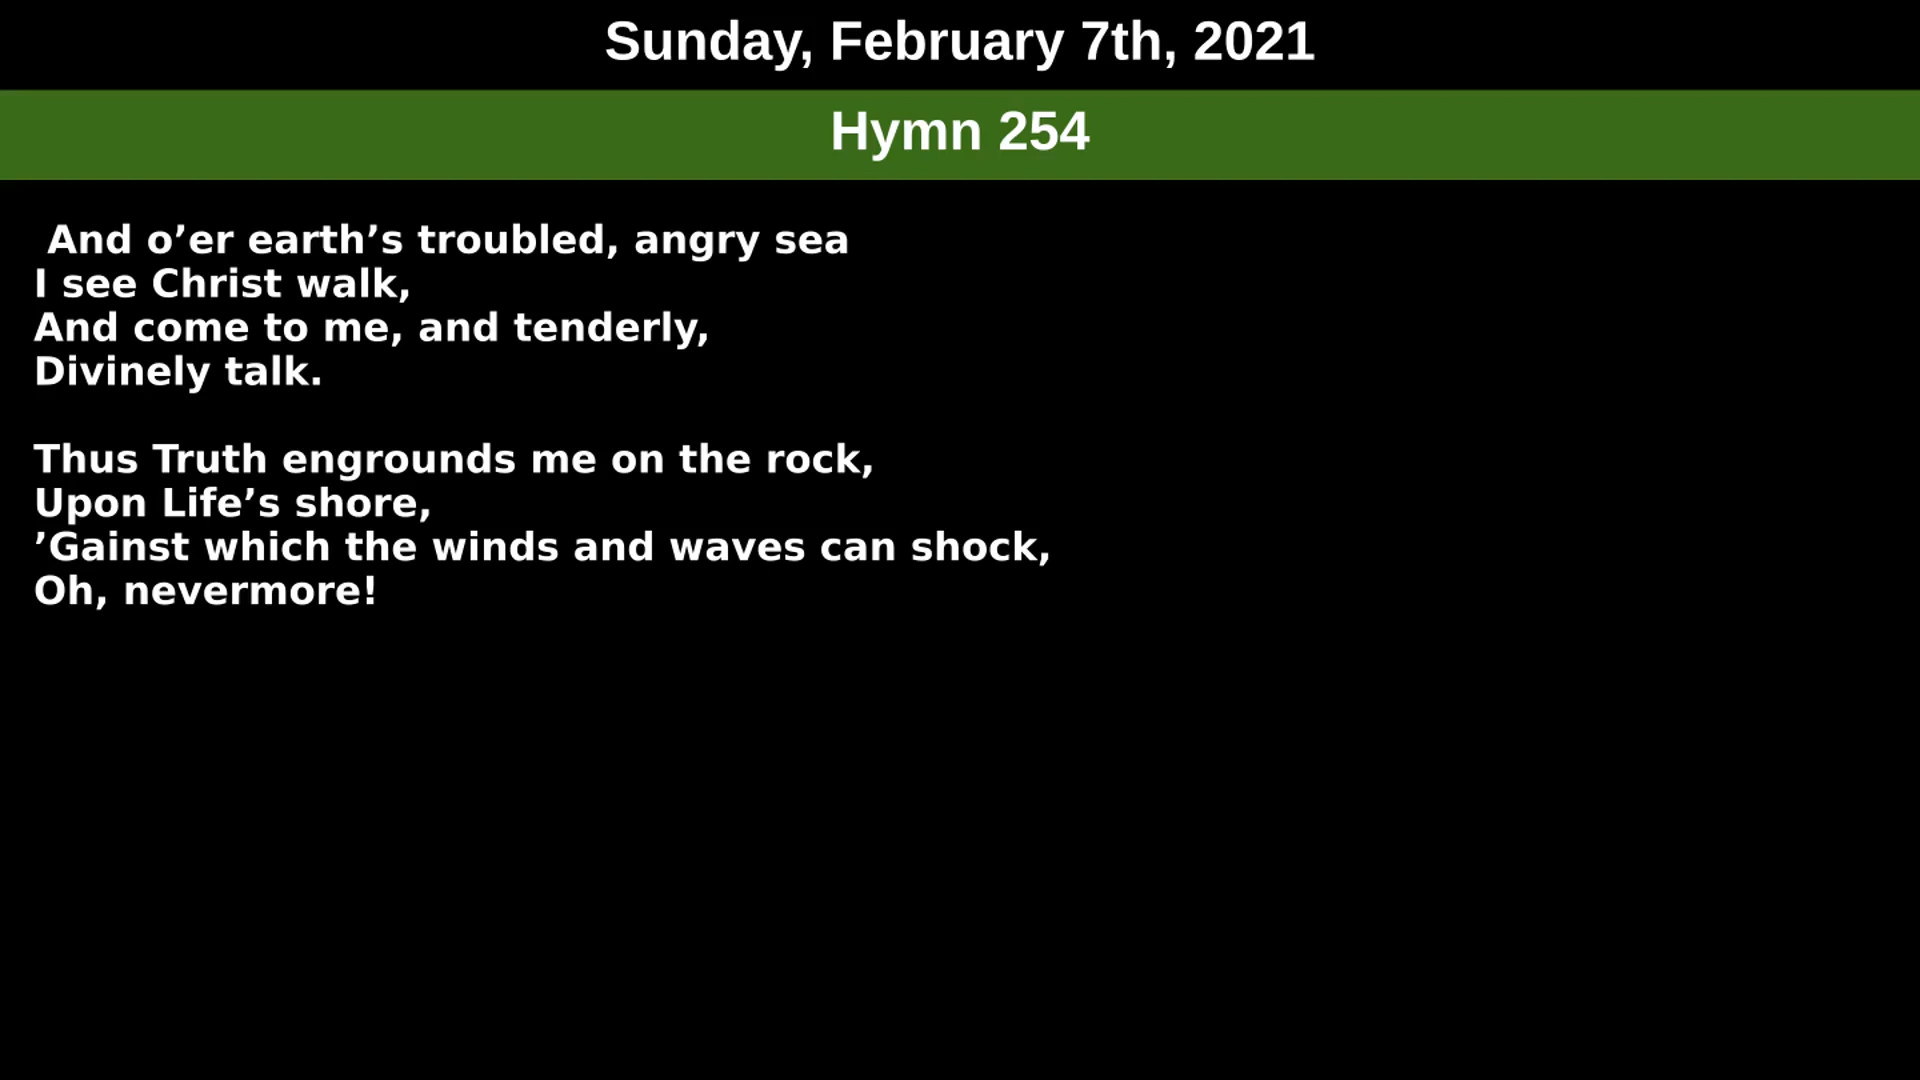 Sunday, February 7th, 2021
Hymn 254
And o’er earth’s troubled, angry sea
I see Christ walk,
And come to me, and tenderly,
Divinely talk.
Thus Truth engrounds me on the rock,
Upon Life’s shore,
’Gainst which the winds and waves can shock,
Oh, nevermore!